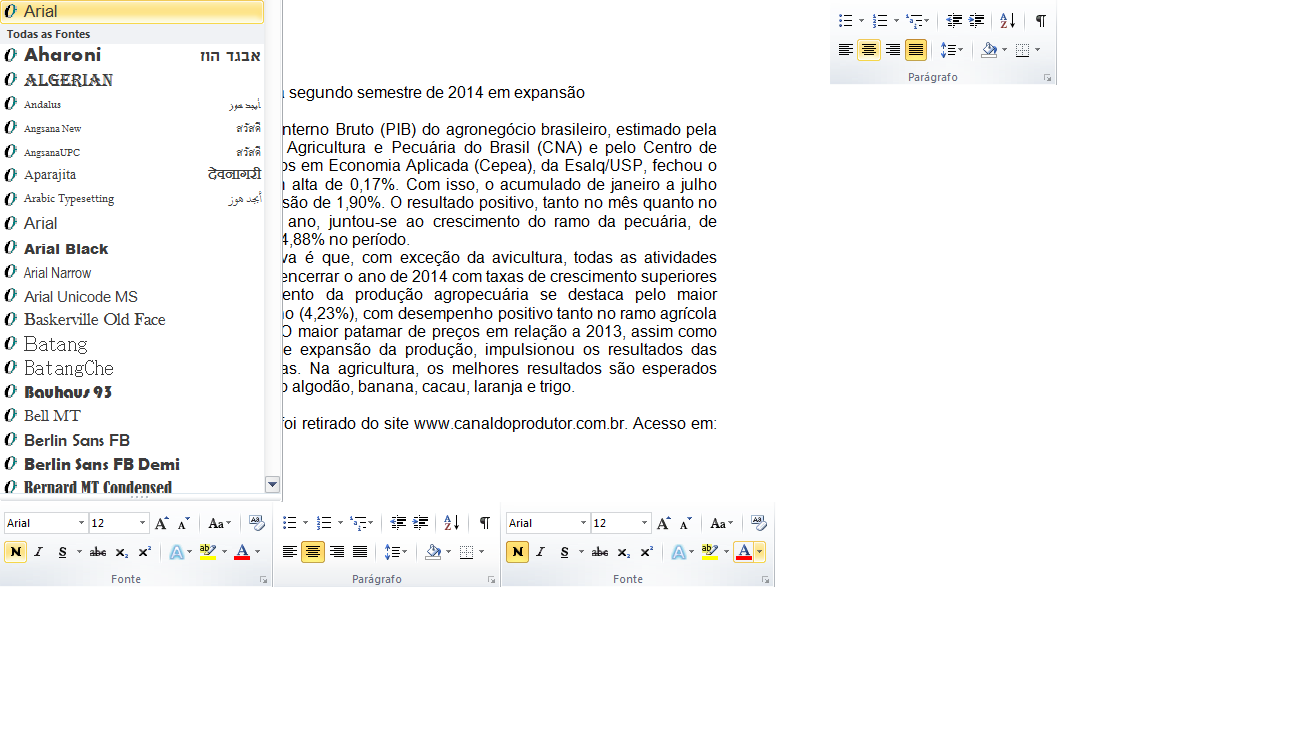 Arial
Todas as Fontes
Aharoni אבגד הוז
ALGERIAN
Andalus أبجد هوز
Angsana New สวัสดี
AngsanaUPC สวัสดี
Aparajita देवनागरी
Arabic Typesetting أبجد هوز
Arial
Arial Black
Arial Narrow
Arial Unicode MS
Baskerville Old Face
Batang
BatangChe
Bauhaus 93
Bell MT
Berlin Sans FB
Berlin Sans FB Demi
Bernard MT Condensed
segundo semestre de 2014 em expansão
nterno Bruto (PIB) do agronegócio brasileiro, estimado pela
Agricultura e Pecuária do Brasil (CNA) e pelo Centro de
os em Economia Aplicada (Cepea), da Esalq/USP, fechou o
alta de 0,17%. Com isso, o acumulado de janeiro a julho
são de 1,90%. O resultado positivo, tanto no mês quanto no
ano, juntou-se ao crescimento do ramo da pecuária, de
4,88% no período.
va é que, com exceção da avicultura, todas as atividades
encerrar o ano de 2014 com taxas de crescimento superiores
ento da produção agropecuária se destaca pelo maior
o (4,23%), com desempenho positivo tanto no ramo agrícola
O maior patamar de preços em relação a 2013, assim como
e expansão da produção, impulsionou os resultados das
as. Na agricultura, os melhores resultados são esperados
o algodão, banana, cacau, laranja e trigo.
foi retirado do site www.canaldoprodutor.com.br. Acesso em:
Parágrafo
Arial 12 Aa
N I S abc x₂ x² A ab A
Fonte
Parágrafo
Arial 12 Aa
N I S abc x₂ x² A ab A
Fonte